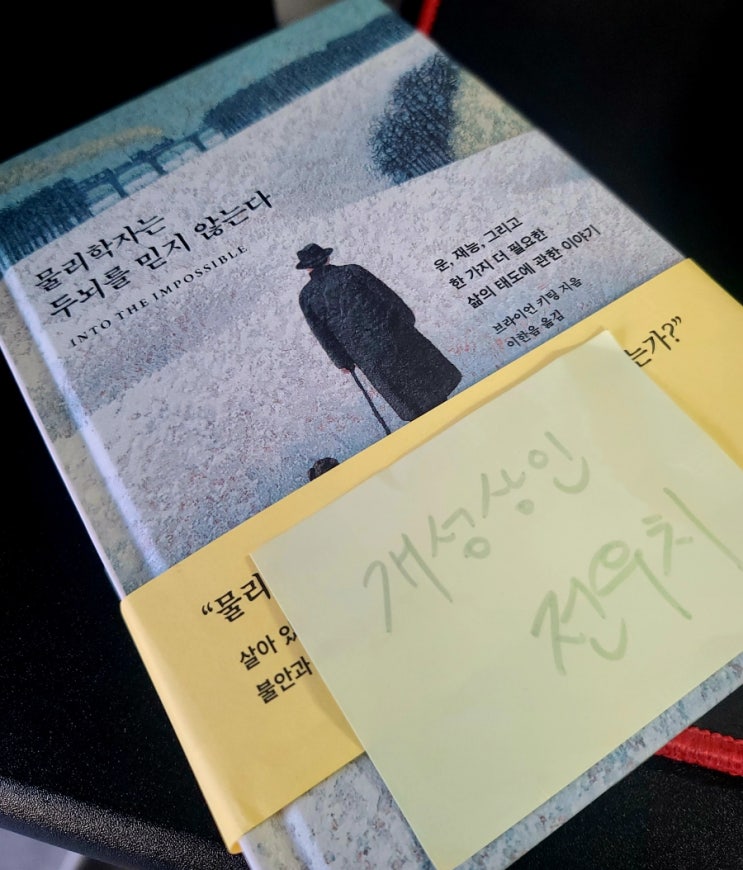 물리학자는
두뇌를 믿지 않는다
INTO THE IMPOSSIBLE
운, 재능, 그리고
한 가지 더 필요한
삶의 태도에 관한 이야기
브라이언 키팅 지음
이한음 옮김
는가?”
“물리
살아 있
불안과
개성상인
전우치